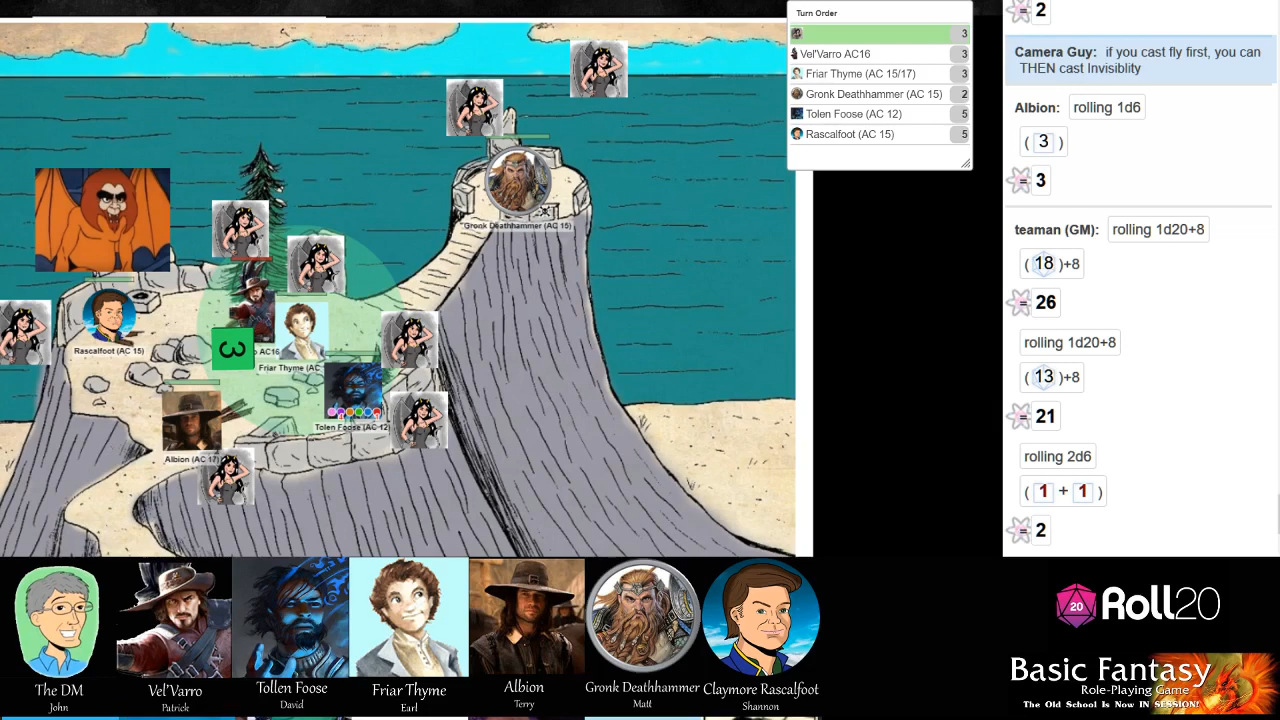 Turn Order
3
Vel'Varro AC16 3
Friar Thyme (AC 15/17) 3
Gronk Deathhammer (AC 15) 2
Tolen Foose (AC 12) 5
Rascalfoot (AC 15) 5
= 2
Camera Guy: if you cast fly first, you can
THEN cast Invisiblity
Albion: rolling 1d6
( 3 )
= 3
teaman (GM): rolling 1d20+8
( 18 )+8
= 26
rolling 1d20+8
( 13 )+8
= 21
rolling 2d6
( 1 + 1 )
= 2
Gronk Deathhammer (AC 15)
Rascalfoot (AC 15)
3
o AC16
Friar Thyme (AC
Tolen Foose (AC 12)
Albion (AC 17)
The DM
John
Vel'Varro
Patrick
Tollen Foose
David
Friar Thyme
Earl
Albion
Terry
Gronk Deathhammer
Matt
Claymore Rascalfoot
Shannon
20
Roll20
Basic Fantasy
Role-Playing Game
The Old School Is Now IN SESSION!